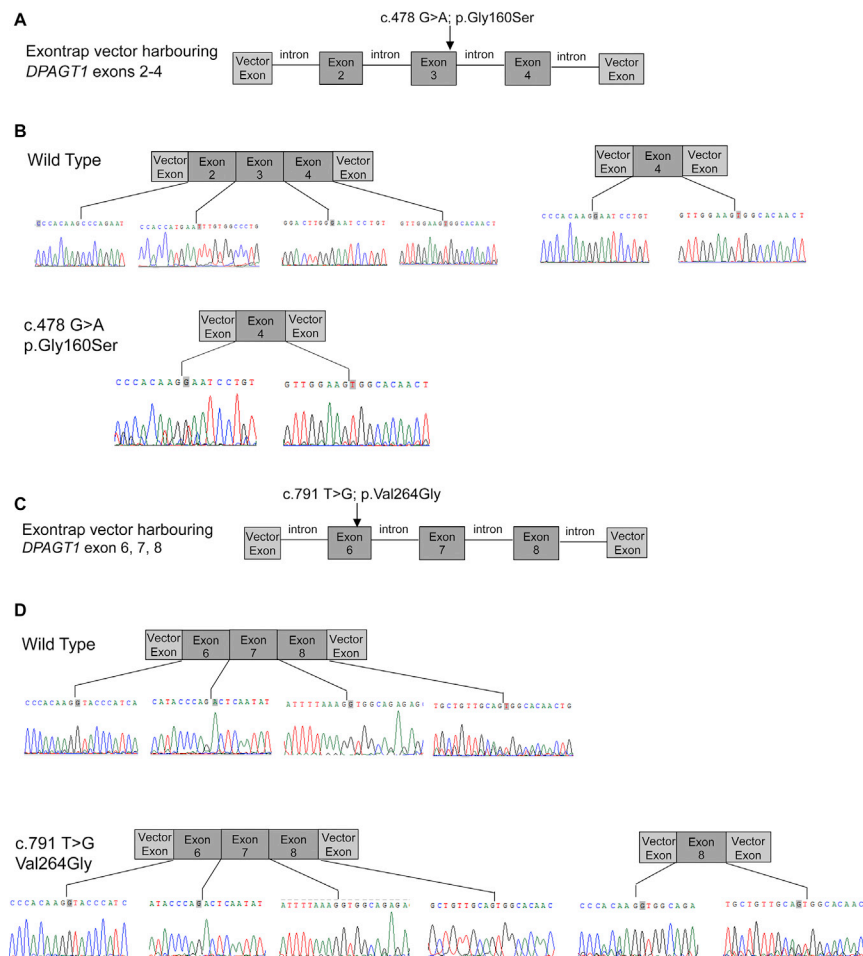 A
c.478 G>A; p.Gly160Ser
Exontrap vector harbouring
DPAGT1 exons 2-4
Vector Exon
intron
Exon 2
intron
Exon 3
intron
Exon 4
intron
Vector Exon
B
Wild Type
Vector Exon
Exon 2
Exon 3
Exon 4
Vector Exon
Vector Exon
Exon 4
Vector Exon
CCCACAAGCCCAGAAT
CCACCATGAAGTTGTGGCCCTG
GGACTTGGGAATCCTGT
GTTGGAAGTGGCACAACT
CCCACAAGGAATCCTGT
GTTGGAAGTGGCACAACT
c.478 G>A
p.Gly160Ser
Vector Exon
Exon 4
Vector Exon
CCCACAAGGAATCCTGT
GTTGGAAGTGGCACAACT
C
c.791 T>G; p.Val264Gly
Exontrap vector harbouring
DPAGT1 exon 6, 7, 8
Vector Exon
intron
Exon 6
intron
Exon 7
intron
Exon 8
intron
Vector Exon
D
Wild Type
Vector Exon
Exon 6
Exon 7
Exon 8
Vector Exon
CCCACAAGGTACCCATCA
CATACCCAGACTCAATAT
ATTTTAAAGGTGGCAGAGAG
TGCTGTTGCAGTGGCACAACTG
c.791 T>G
Val264Gly
Vector Exon
Exon 6
Exon 7
Exon 8
Vector Exon
Vector Exon
Exon 8
Vector Exon
CCCACAAGGTACCCATC
ATACCCAGACTCAATAT
ATTTTAAAGGTGGCAGAGA
GCTGTTGCAGTGGCACAAC
CCCACAAGGTGGCAGA
TGCTGTTGCAGTGGCACAAC